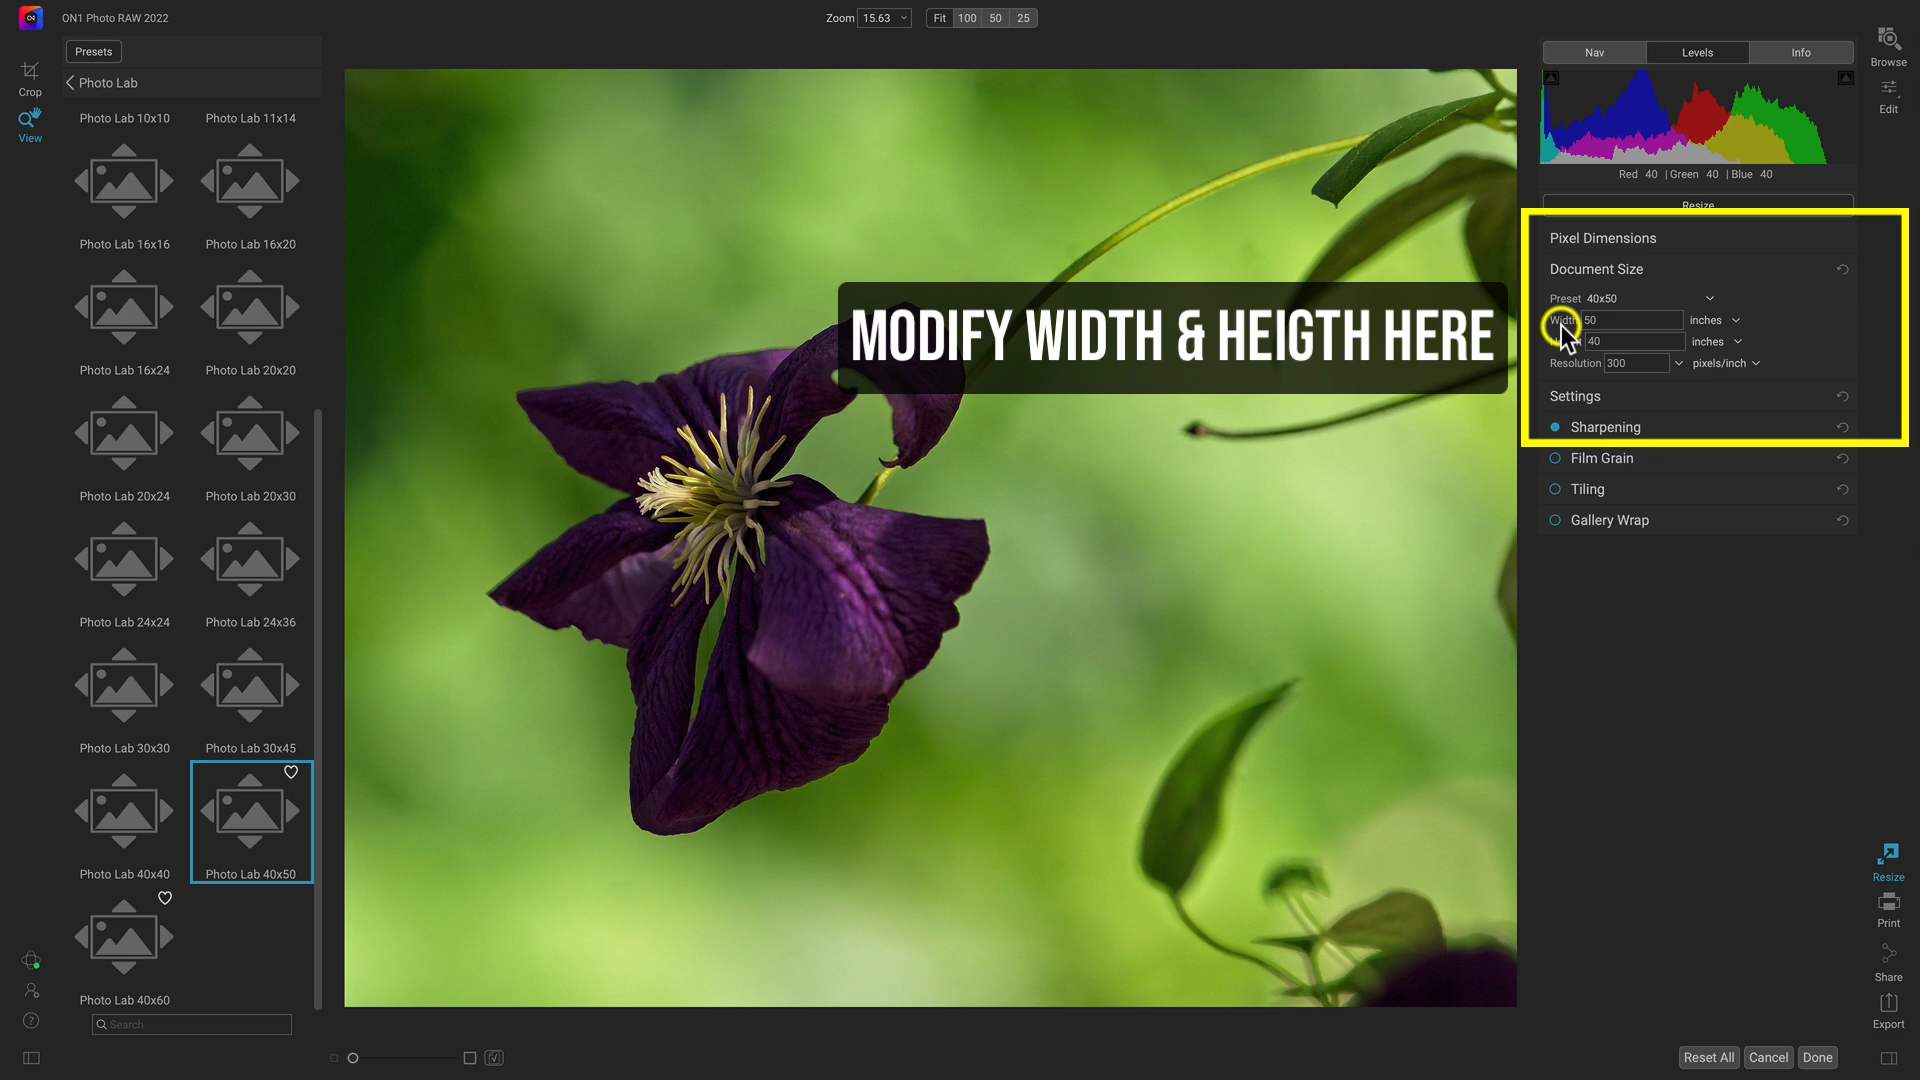 ON1 Photo RAW 2022
Zoom 15.63 Fit 100 50 25
Presets
Photo Lab
Crop
View
Photo Lab 10x10 Photo Lab 11x14
Photo Lab 16x16 Photo Lab 16x20
Photo Lab 16x24 Photo Lab 20x20
Photo Lab 20x24 Photo Lab 20x30
Photo Lab 24x24 Photo Lab 24x36
Photo Lab 30x30 Photo Lab 30x45
Photo Lab 40x40 Photo Lab 40x50
Photo Lab 40x60
Search
MODIFY WIDTH & HEIGTH HERE
Nav Levels Info
Red 40 | Green 40 | Blue 40
Resize
Pixel Dimensions
Document Size
Preset 40x50
Width 50 inches
40 inches
Resolution 300 pixels/inch
Settings
Sharpening
Film Grain
Tiling
Gallery Wrap
Browse
Edit
Resize
Print
Share
Export
Reset All Cancel Done